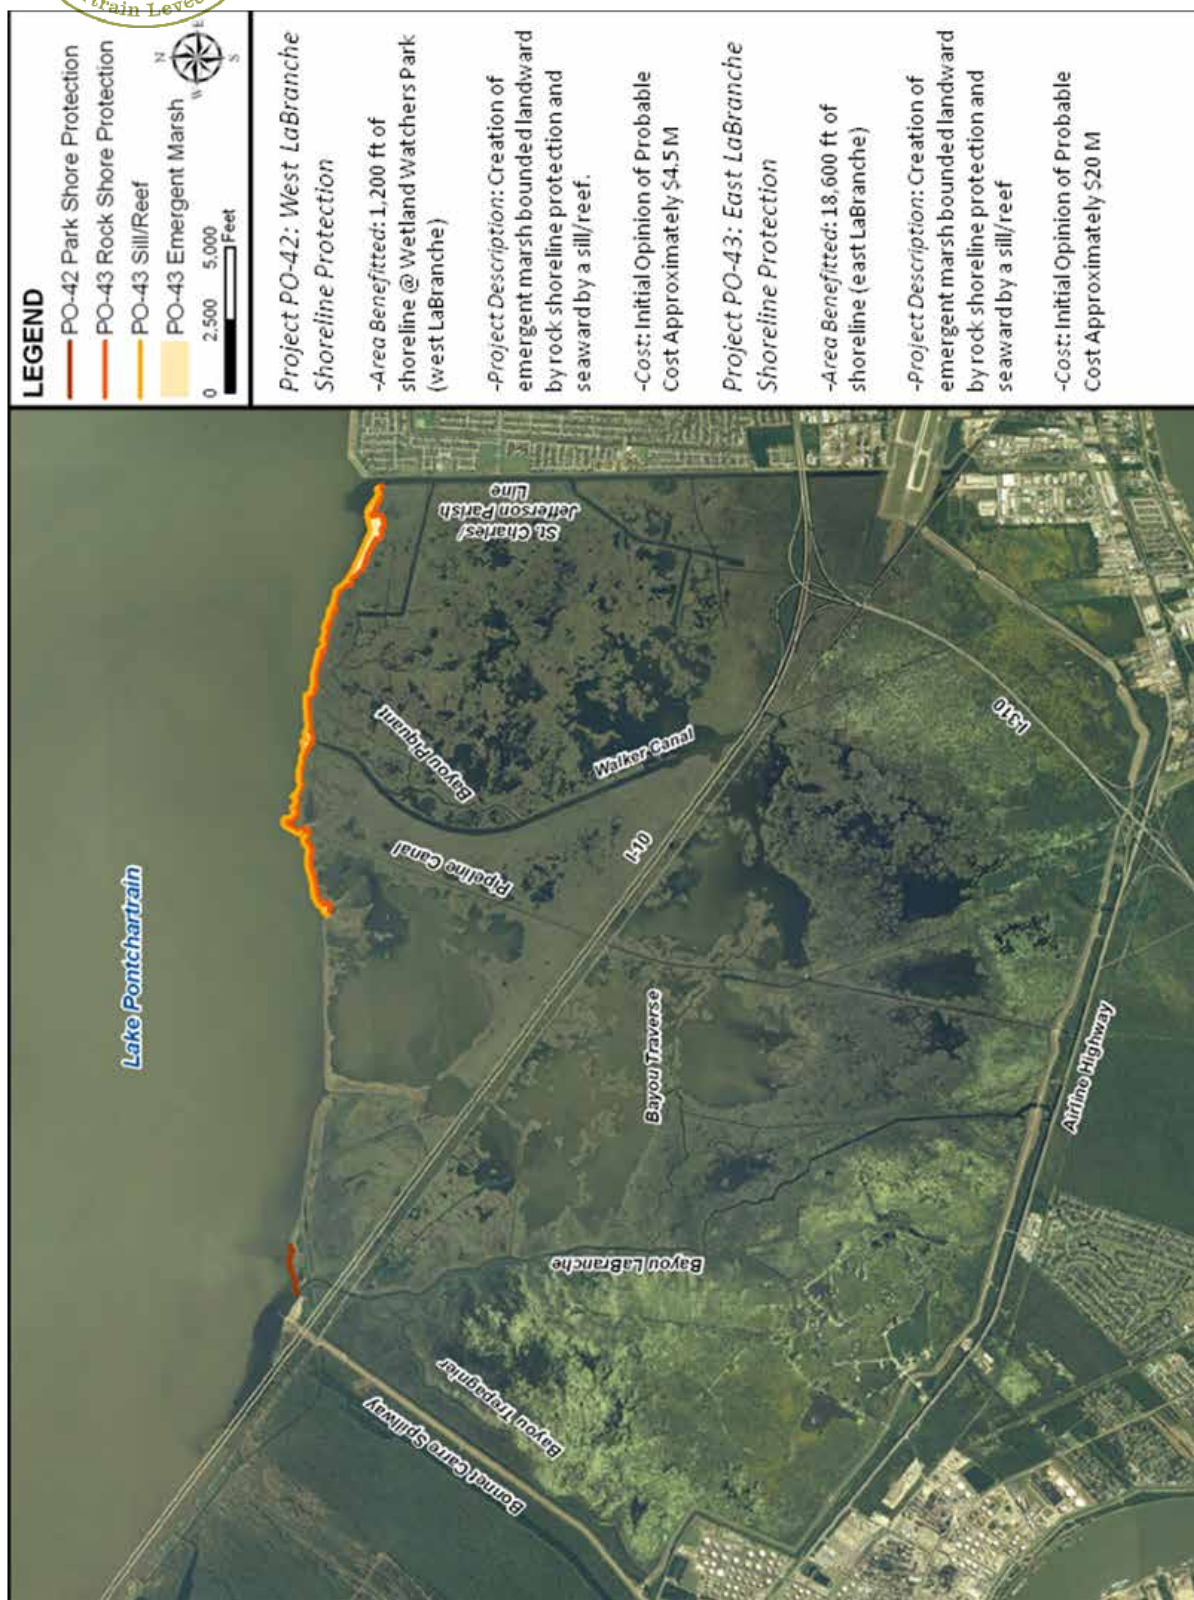 train Levee
LEGEND
PO-42 Park Shore Protection
PO-43 Rock Shore Protection
PO-43 Sill/Reef
PO-43 Emergent Marsh
N
E
S
W
0 2,500 5,000
Feet
Project PO-42: West LaBranche
Shoreline Protection
-Area Benefitted: 1,200 ft of
shoreline @ Wetland Watchers Park
(west LaBranche)
-Project Description: Creation of
emergent marsh bounded landward
by rock shoreline protection and
seaward by a sill/reef.
-Cost: Initial Opinion of Probable
Cost Approximately $4.5 M
Project PO-43: East LaBranche
Shoreline Protection
-Area Benefitted: 18,600 ft of
shoreline (east LaBranche)
-Project Description: Creation of
emergent marsh bounded landward
by rock shoreline protection and
seaward by a sill/reef
-Cost: Initial Opinion of Probable
Cost Approximately $20 M
Lake Pontchartrain
St. Charles/
Jefferson Parish
Line
Bayou Piquant
Walker Canal
Pipeline Canal
I-10
I-310
Bayou Traverse
Airline Highway
Bayou LaBranche
Bayou Trepagnier
Bonnet Carre Spillway